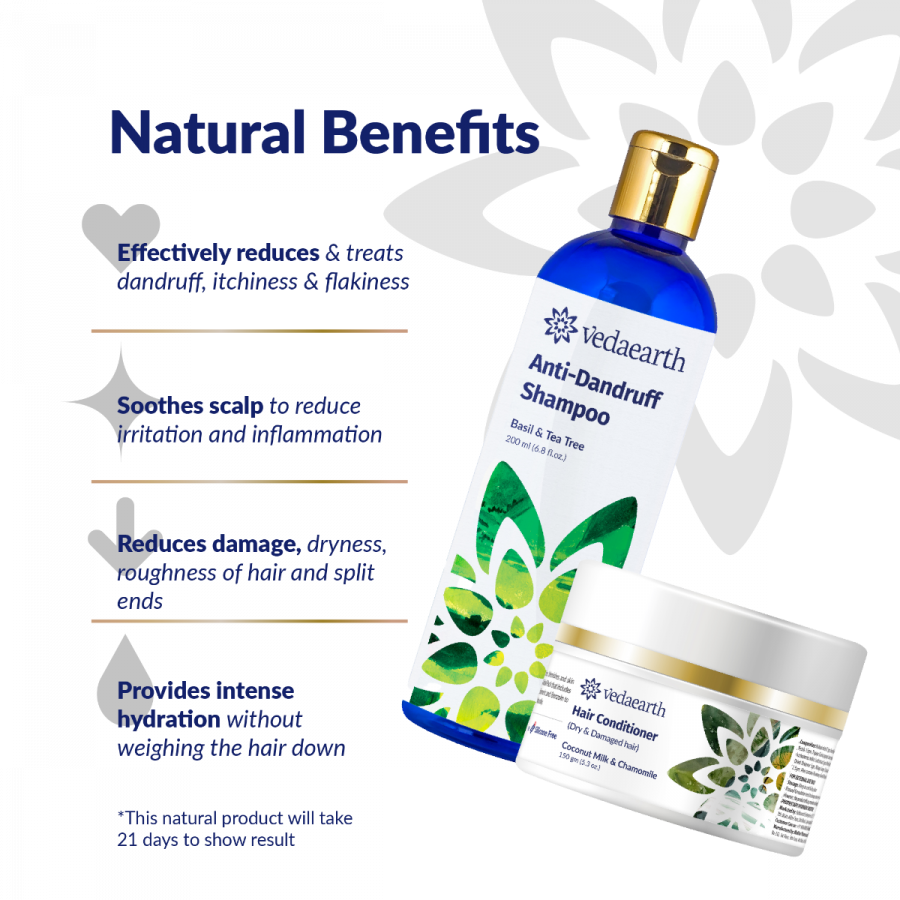 Natural Benefits
Effectively reduces & treats
dandruff, itchiness & flakiness
Soothes scalp to reduce
irritation and inflammation
Reduces damage, dryness,
roughness of hair and split
ends
Provides intense
hydration without
weighing the hair down
*This natural product will take
21 days to show result
vedaearth
Anti-Dandruff
Shampoo
Basil & Tea Tree
200 ml (6.8 fl.oz.)
vedaearth
Hair Conditioner
(Dry & Damaged hair)
Coconut Milk & Chamomile
150 gm (5.3 oz.)
Silicone Free